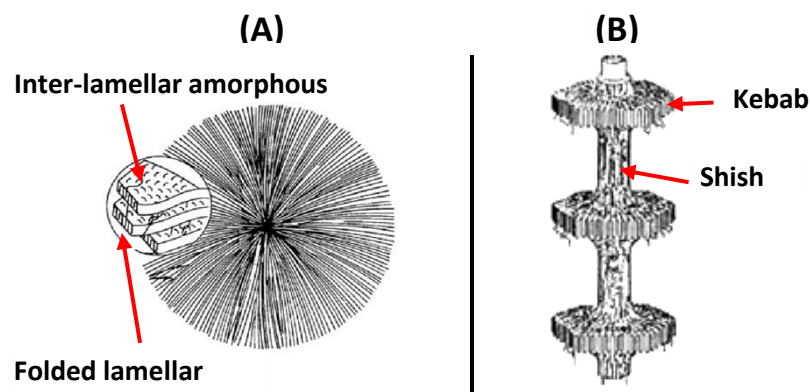 (A)
Inter-lamellar amorphous
Folded lamellar
(B)
Kebab
Shish